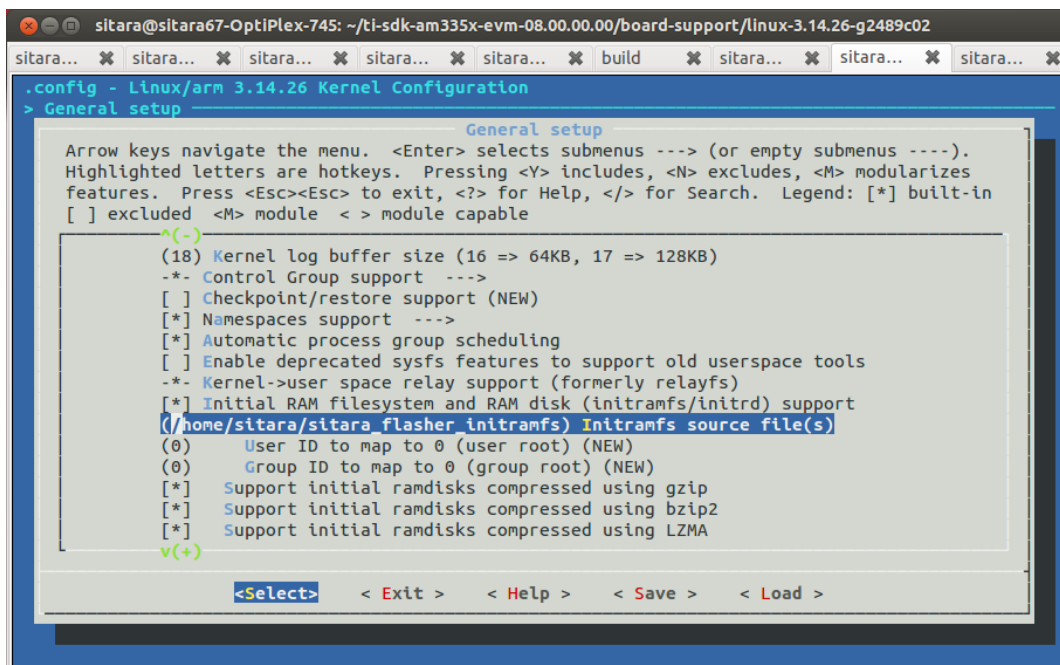 sitara@sitara67-OptiPlex-745: ~/ti-sdk-am335x-evm-08.00.00.00/board-support/linux-3.14.26-g2489c02
sitara... ✖ sitara... ✖ sitara... ✖ sitara... ✖ sitara... ✖ build ✖ sitara... ✖ sitara... ✖ sitara... ✖
.config - Linux/arm 3.14.26 Kernel Configuration
> General setup
General setup
Arrow keys navigate the menu.  <Enter> selects submenus ---> (or empty submenus ----).
Highlighted letters are hotkeys.  Pressing <Y> includes, <N> excludes, <M> modularizes
features.  Press <Esc><Esc> to exit, <?> for Help, </> for Search.  Legend: [*] built-in
[ ] excluded  <M> module  < > module capable
^(-)
(18) Kernel log buffer size (16 => 64KB, 17 => 128KB)
-*- Control Group support  --->
[ ] Checkpoint/restore support (NEW)
[*] Namespaces support  --->
[*] Automatic process group scheduling
[ ] Enable deprecated sysfs features to support old userspace tools
-*- Kernel->user space relay support (formerly relayfs)
[*] Initial RAM filesystem and RAM disk (initramfs/initrd) support
(/home/sitara/sitara_flasher_initramfs) Initramfs source file(s)
(0)     User ID to map to 0 (user root) (NEW)
(0)     Group ID to map to 0 (group root) (NEW)
[*]   Support initial ramdisks compressed using gzip
[*]   Support initial ramdisks compressed using bzip2
[*]   Support initial ramdisks compressed using LZMA
v(+)
<Select>    < Exit >    < Help >    < Save >    < Load >